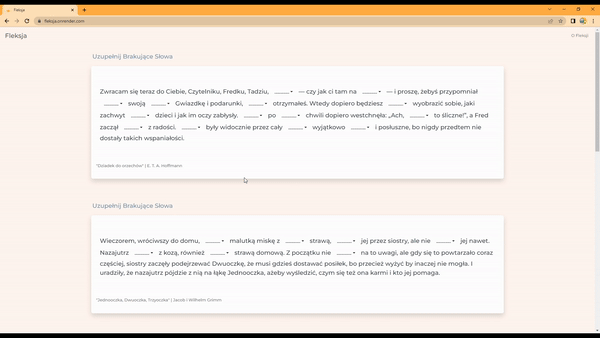 Fleksja
fleksja.onrender.com
Fleksja
O Fleksji
Uzupełnij Brakujące Słowa
Zwracam się teraz do Ciebie, Czytelniku, Fredku, Tadziu, _____ — czy jak ci tam na _____ — i proszę, żebyś przypomniał
_____ swoją _____ Gwiazdkę i podarunki, _____ otrzymałeś. Wtedy dopiero będziesz _____ wyobrazić sobie, jaki
zachwyt _____ dzieci i jak im oczy zabłysły. _____ po _____ chwili dopiero westchnęła: „Ach, _____ to śliczne!”, a Fred
zaczął _____ z radości. _____ były widocznie przez cały _____ wyjątkowo _____ i posłuszne, bo nigdy przedtem nie
dostały takich wspaniałości.
"Dziadek do orzechów" | E. T. A. Hoffmann
Uzupełnij Brakujące Słowa
Wieczorem, wróciwszy do domu, _____ malutką miskę z _____ strawą, _____ jej przez siostry, ale nie _____ jej nawet.
Nazajutrz _____ z kozą, również _____ strawą domową. Z początku nie _____ na to uwagi, ale gdy się to powtarzało coraz
częściej, siostry zaczęły podejrzewać Dwuoczkę, że musi gdzieś dostawać posiłek, bo przecież wyżyć by inaczej nie mogła. I
uradziły, że nazajutrz pójdzie z nią na łąkę Jednooczka, ażeby wyśledzić, czym się też ona karmi i kto jej pomaga.
"Jednooczka, Dwuoczka, Trójoczka" | Jacob i Wilhelm Grimm